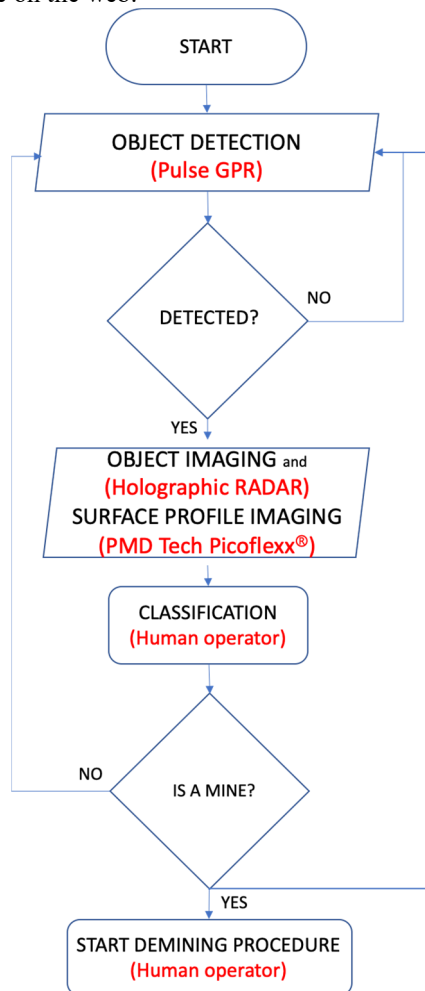 START
OBJECT DETECTION
(Pulse GPR)
DETECTED?
NO
YES
OBJECT IMAGING and
(Holographic RADAR)
SURFACE PROFILE IMAGING
(PMD Tech Picoflexx®)
CLASSIFICATION
(Human operator)
NO
IS A MINE?
YES
START DEMINING PROCEDURE
(Human operator)